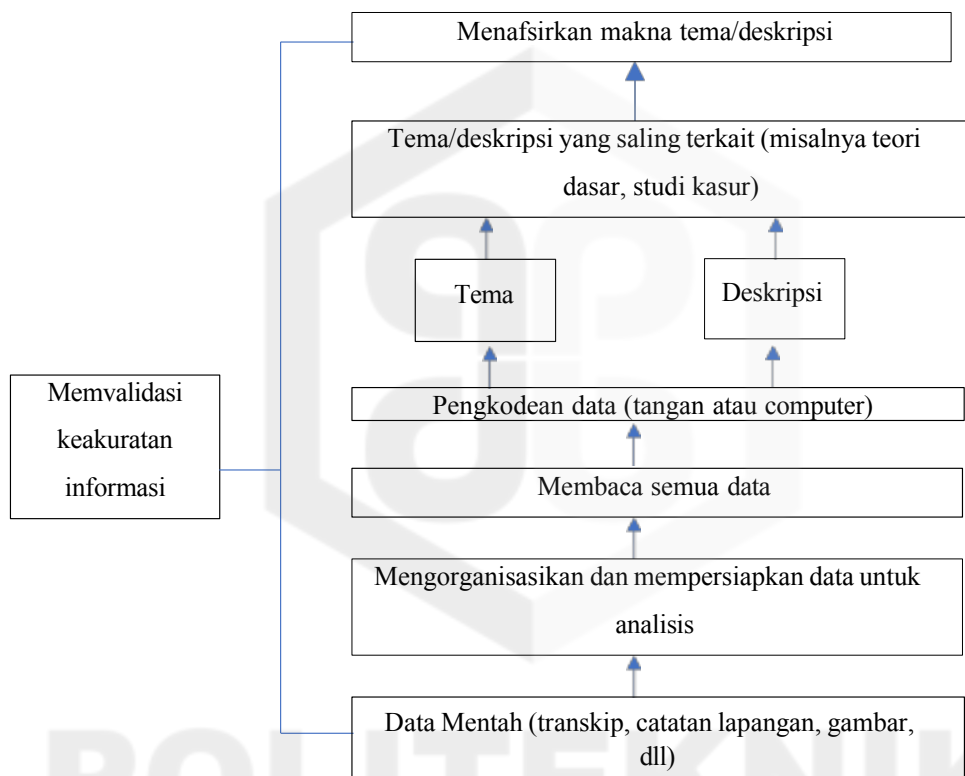 Menafsirkan makna tema/deskripsi
Tema/deskripsi yang saling terkait (misalnya teori
dasar, studi kasur)
Tema
Deskripsi
Memvalidasi
keakuratan
informasi
Pengkodean data (tangan atau computer)
Membaca semua data
Mengorganisasikan dan mempersiapkan data untuk
analisis
Data Mentah (transkip, catatan lapangan, gambar,
dll)
POLITEKNIK